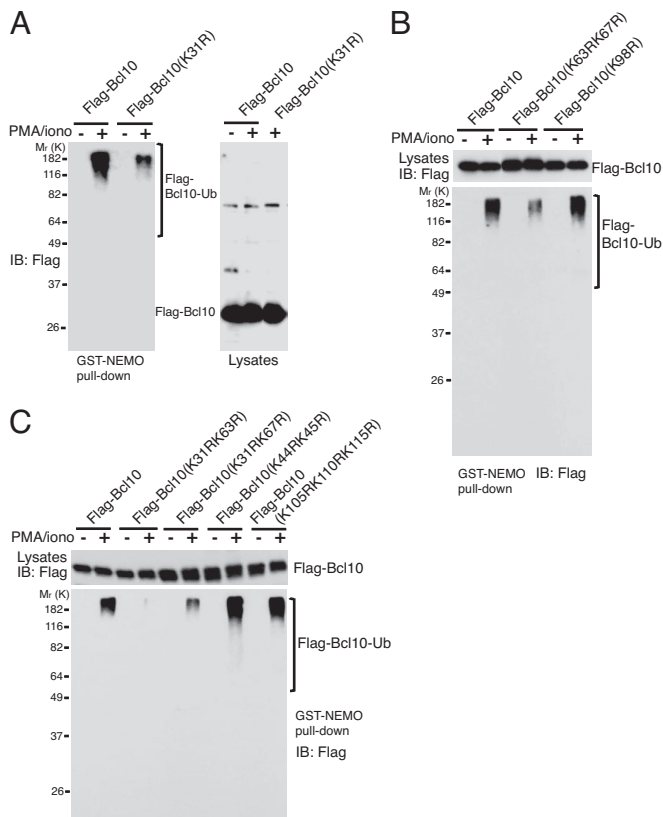 A
Flag-Bcl10
Flag-Bcl10(K31R)
PMA/iono - + - +
Mr (K)
182
116
82
64
49
37
26
Flag-
Bcl10-Ub
IB: Flag
Flag-Bcl10
GST-NEMO
pull-down
Flag-Bcl10
Flag-Bcl10(K31R)
- + +
Lysates
B
Flag-Bcl10
Flag-Bcl10(K63RK67R)
Flag-Bcl10(K98R)
PMA/iono - + - + - +
Lysates
IB: Flag
Flag-Bcl10
Mr (K)
182
116
82
64
49
37
26
Flag-
Bcl10-Ub
GST-NEMO
pull-down
IB: Flag
C
Flag-Bcl10
Flag-Bcl10(K31RK63R)
Flag-Bcl10(K31RK67R)
Flag-Bcl10(K44RK45R)
Flag-Bcl10
(K105RK110RK115R)
PMA/iono - + - + - + - + - +
Lysates
IB: Flag
Flag-Bcl10
Mr (K)
182
116
82
64
49
37
26
Flag-Bcl10-Ub
GST-NEMO
pull-down
IB: Flag